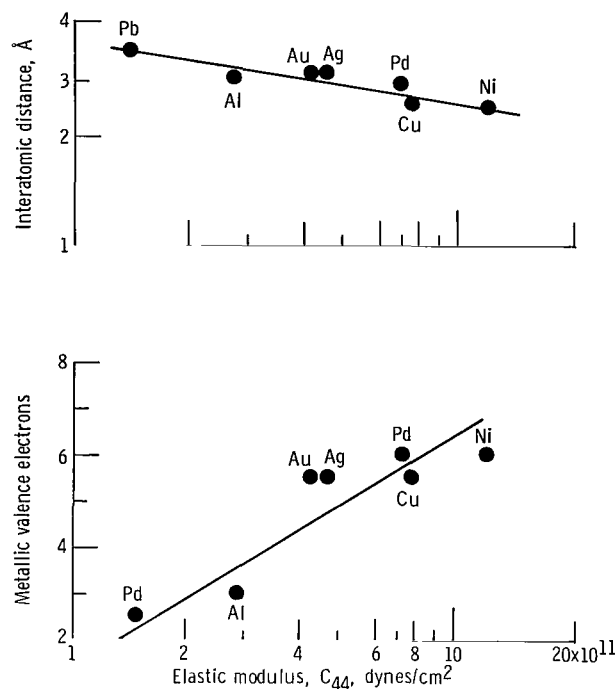 Interatomic distance, Å
4
3
2
1
Pb
Al
Au
Ag
Pd
Cu
Ni
Metallic valence electrons
8
6
4
2
Pd
Al
Au
Ag
Pd
Cu
Ni
1
2
4
6
8
10
20x10¹¹
Elastic modulus, C₄₄, dynes/cm²